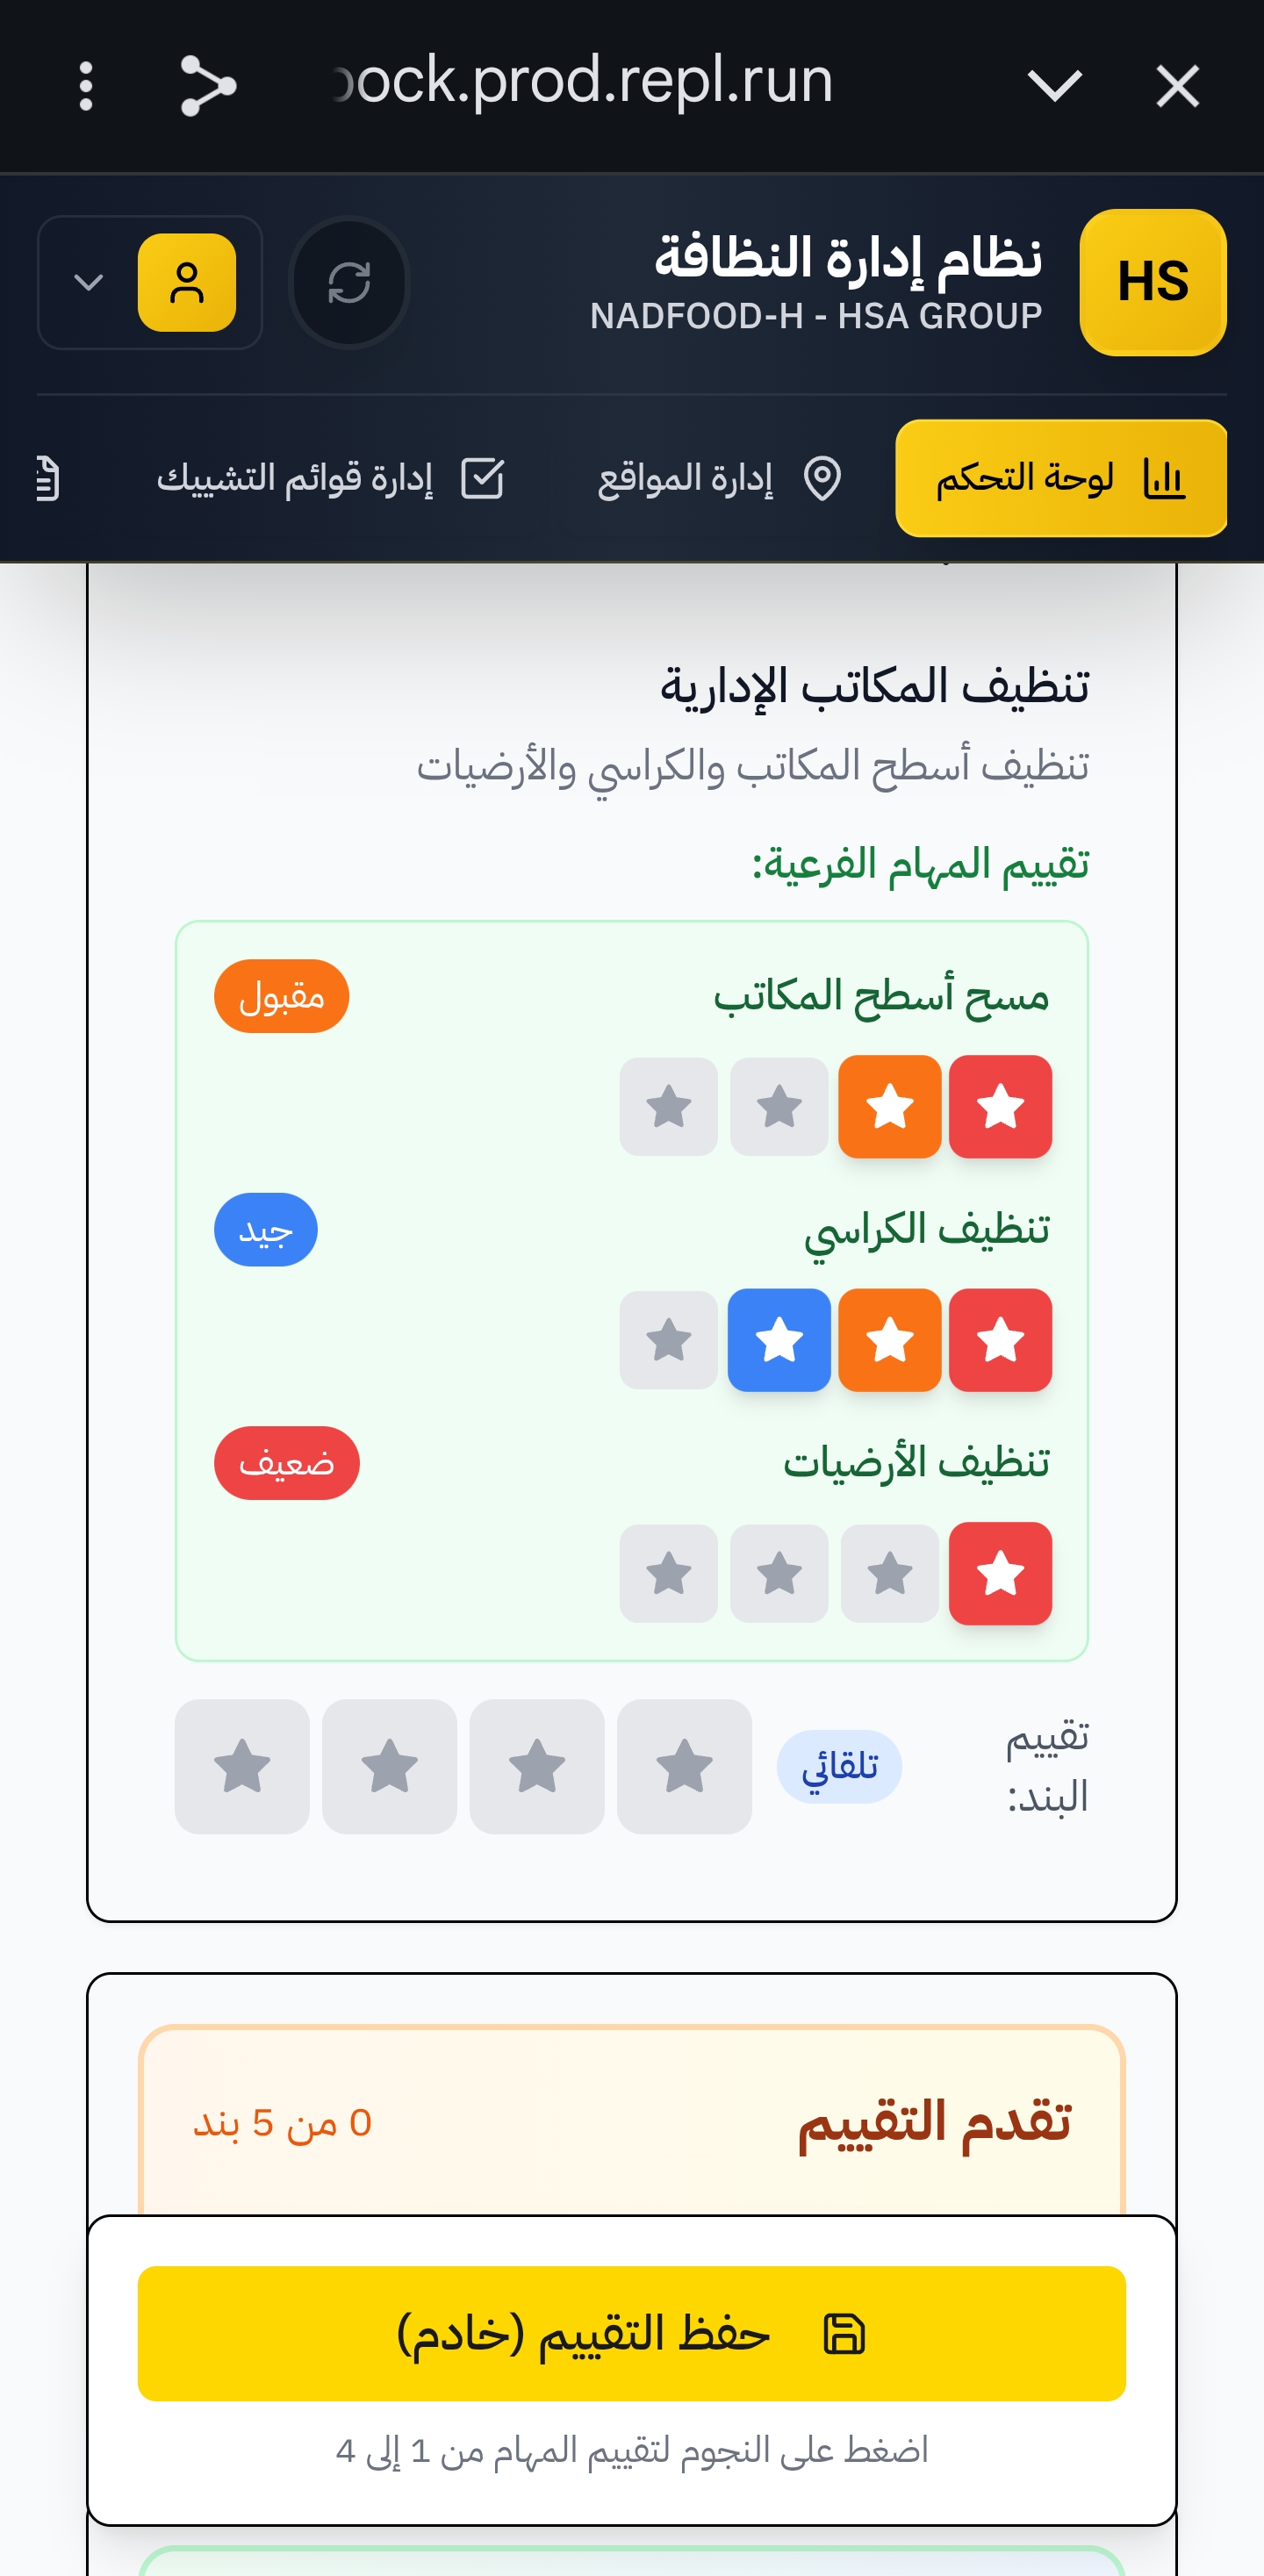 ock.prod.repl.run
HS
نظام إدارة النظافة
NADFOOD-H - HSA GROUP
لوحة التحكم
إدارة المواقع
إدارة قوائم التشييك
تنظيف المكاتب الإدارية
تنظيف أسطح المكاتب والكراسي والأرضيات
تقييم المهام الفرعية:
مسح أسطح المكاتب
مقبول
تنظيف الكراسي
جيد
تنظيف الأرضيات
ضعيف
تقييم
البند:
تلقائي
تقدم التقييم
0 من 5 بند
حفظ التقييم (خادم)
اضغط على النجوم لتقييم المهام من 1 إلى 4